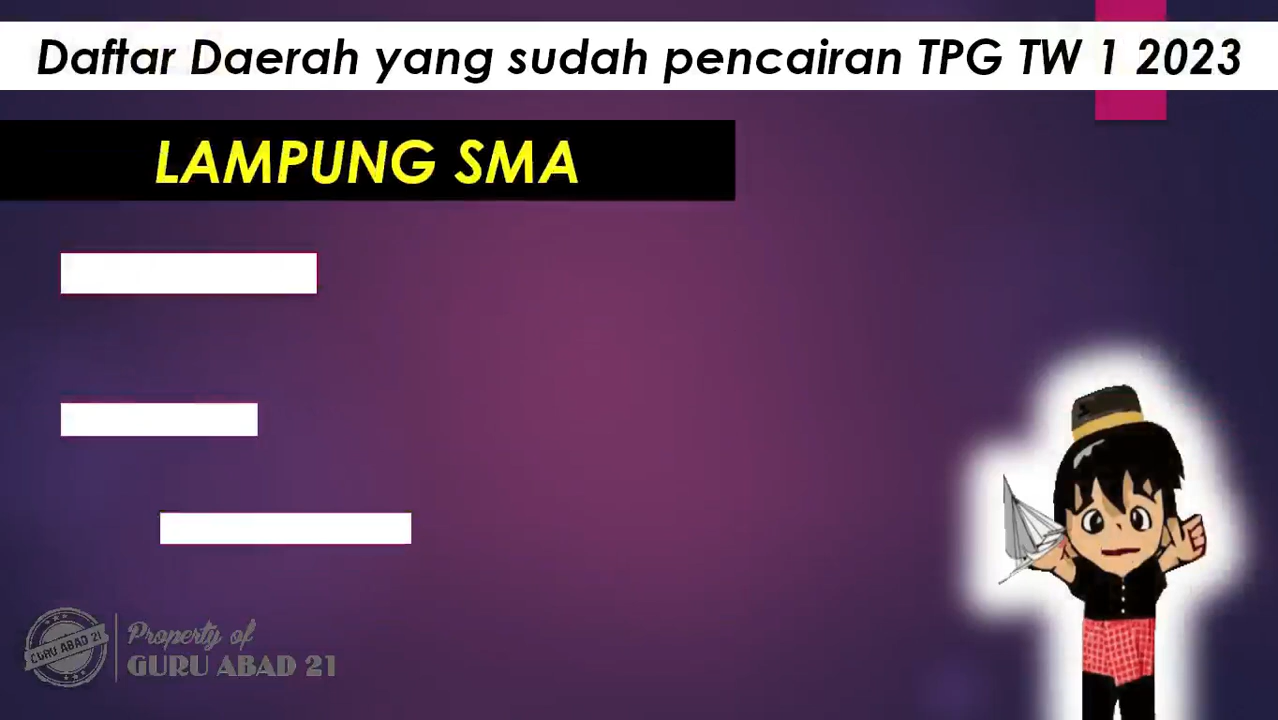 Daftar Daerah yang sudah pencairan TPG TW 1 2023
LAMPUNG SMA
GURU ABAD 21
Property of
GURU ABAD 21